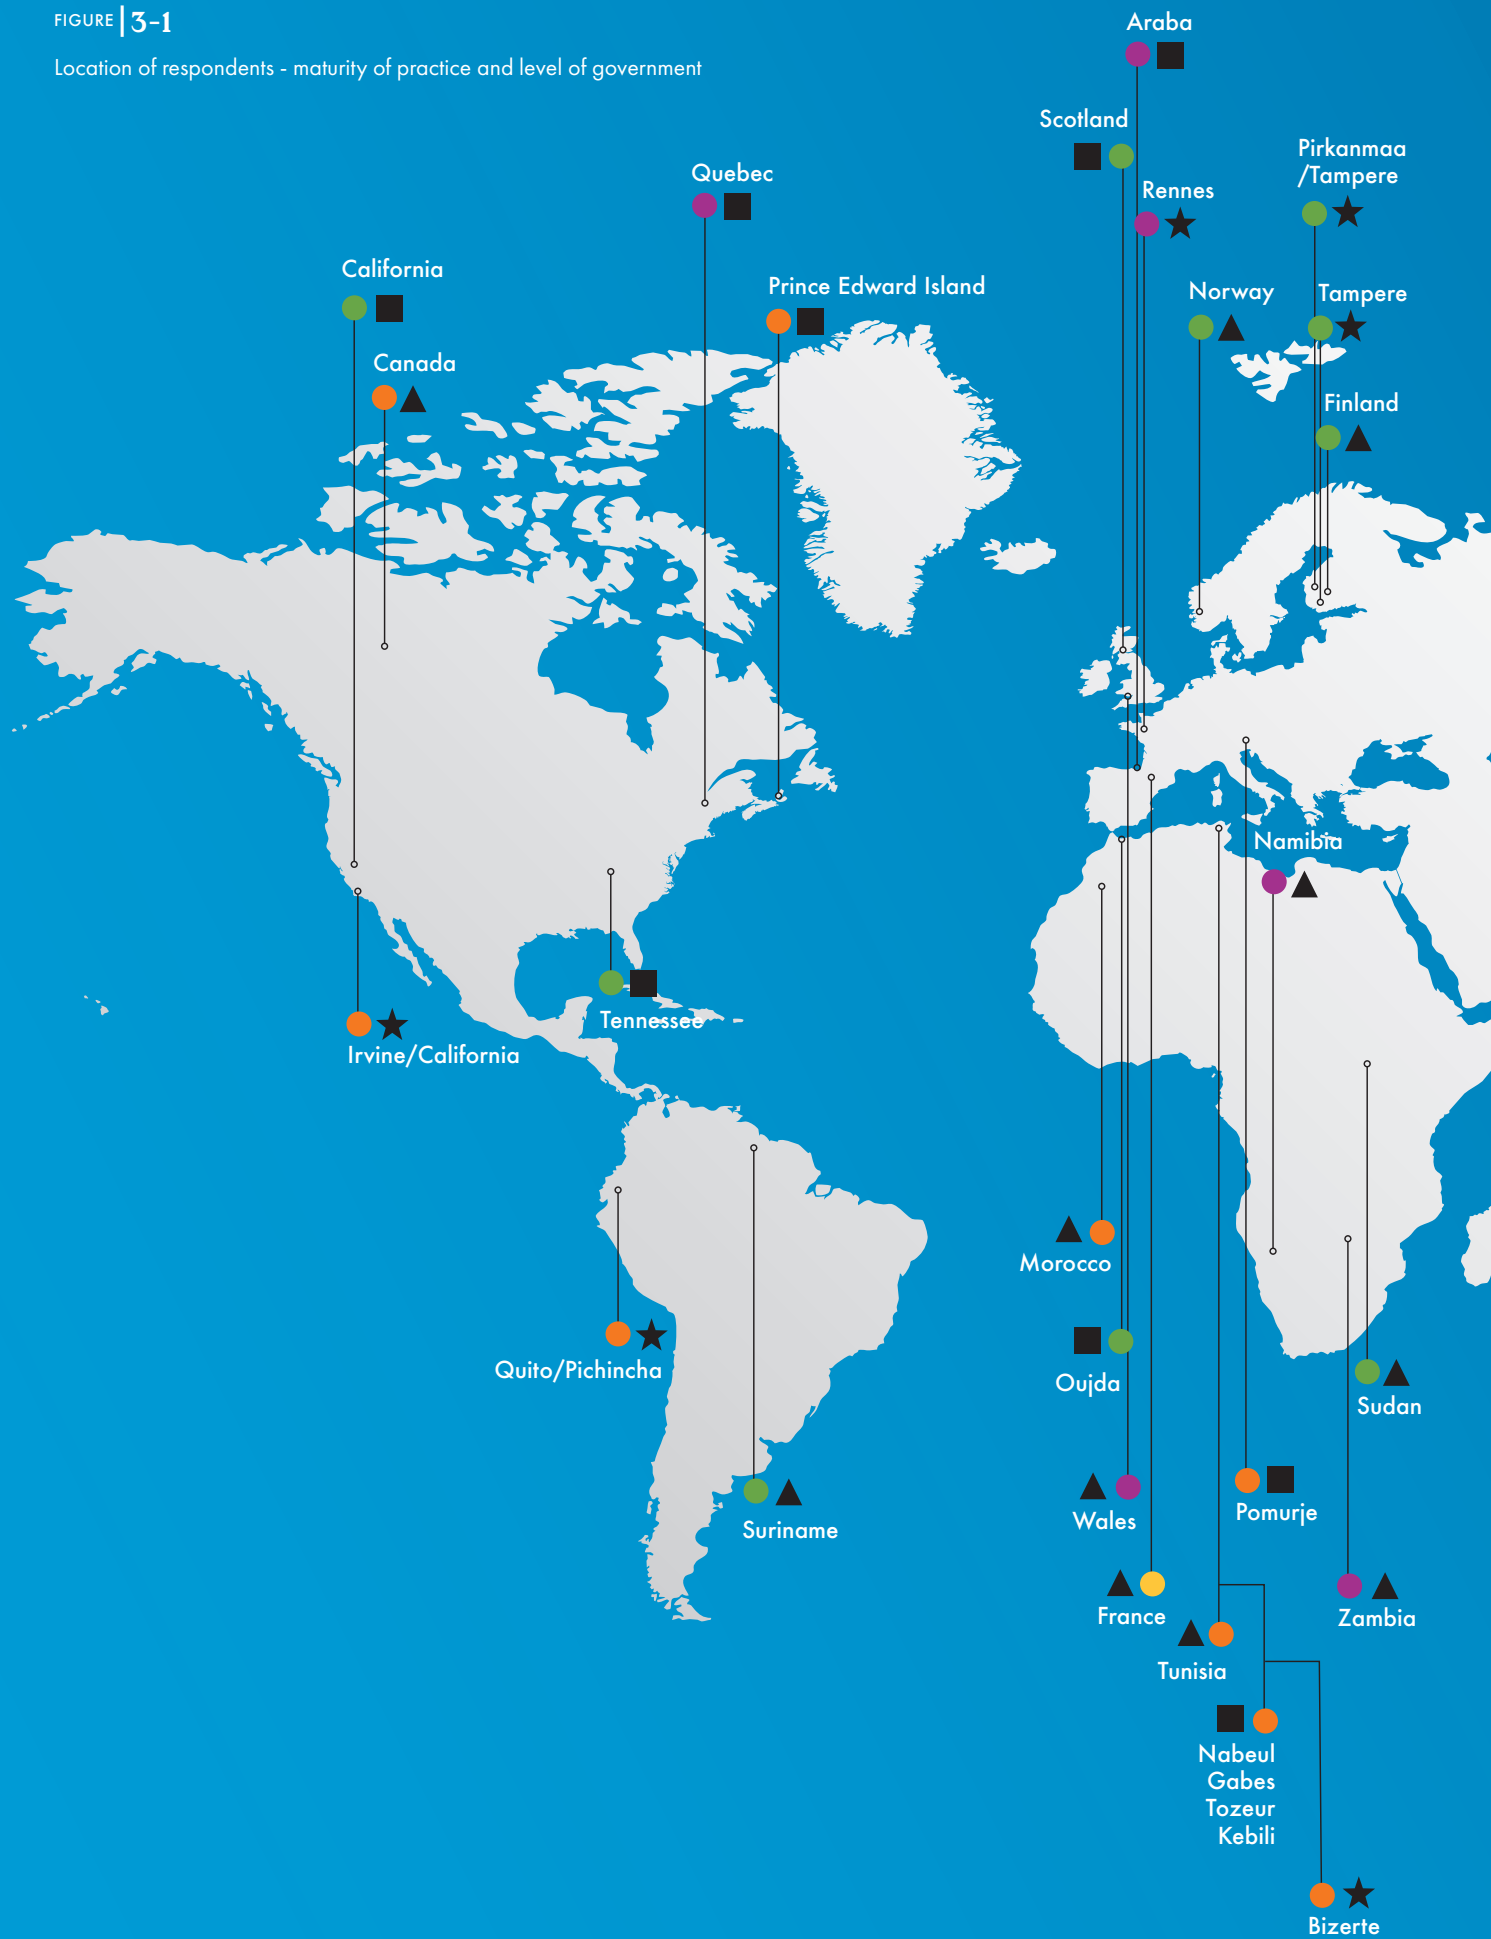 FIGURE 3-1
Location of respondents - maturity of practice and level of government
Araba
Scotland
Pirkanmaa
/Tampere
Quebec
Rennes
California
Prince Edward Island
Norway
Tampere
Canada
Finland
Namibia
Tennessee
Irvine/California
Morocco
Quito/Pichincha
Oujda
Sudan
Wales
Pomurje
Suriname
France
Zambia
Tunisia
Nabeul
Gabes
Tozeur
Kebili
Bizerte